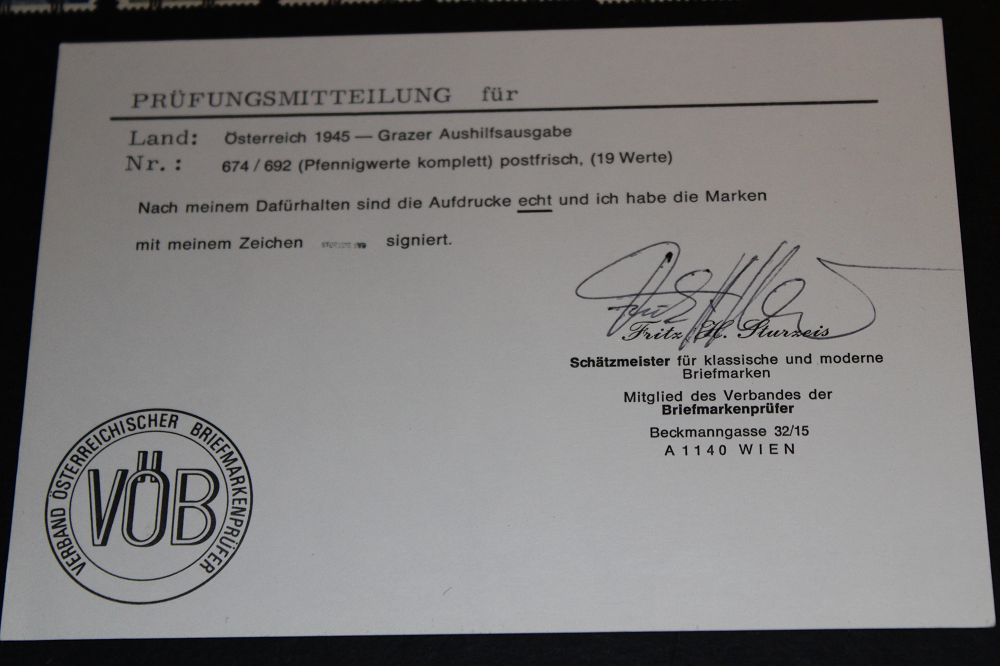 PRÜFUNGSMITTEILUNG für
Land: Österreich 1945 — Grazer Aushilfsausgabe
Nr.: 674/692 (Pfennigwerte komplett) postfrisch, (19 Werte)
Nach meinem Dafürhalten sind die Aufdrucke echt und ich habe die Marken
mit meinem Zeichen signiert.
Fritz H. Sturzeis
Schätzmeister für klassische und moderne
Briefmarken
Mitglied des Verbandes der
Briefmarkenprüfer
Beckmanngasse 32/15
A 1140 WIEN
VERBAND ÖSTERREICHISCHER BRIEFMARKENPRÜFER
VÖB